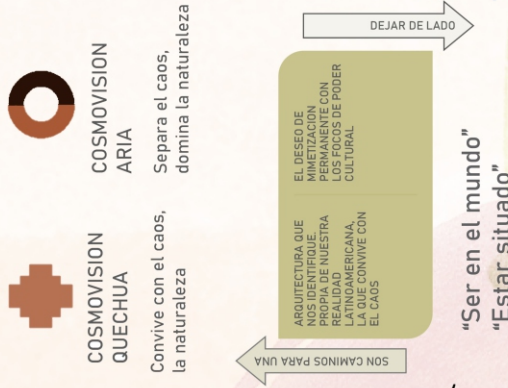 COSMOVISION
QUECHUA
Convive con el caos,
la naturaleza
COSMOVISION
ARIA
Separa el caos,
domina la naturaleza
SON CAMINOS PARA UNA
ARQUITECTURA QUE
NOS IDENTIFIQUE.
PROPIA DE NUESTRA
REALIDAD
LATINOAMERICANA,
LA QUE CONVIVE CON
EL CAOS
EL DESEO DE
MIMETIZACION
PERMANENTE CON
LOS FOCOS DE PODER
CULTURAL
DEJAR DE LADO
“Ser en el mundo”
“Estar situado”